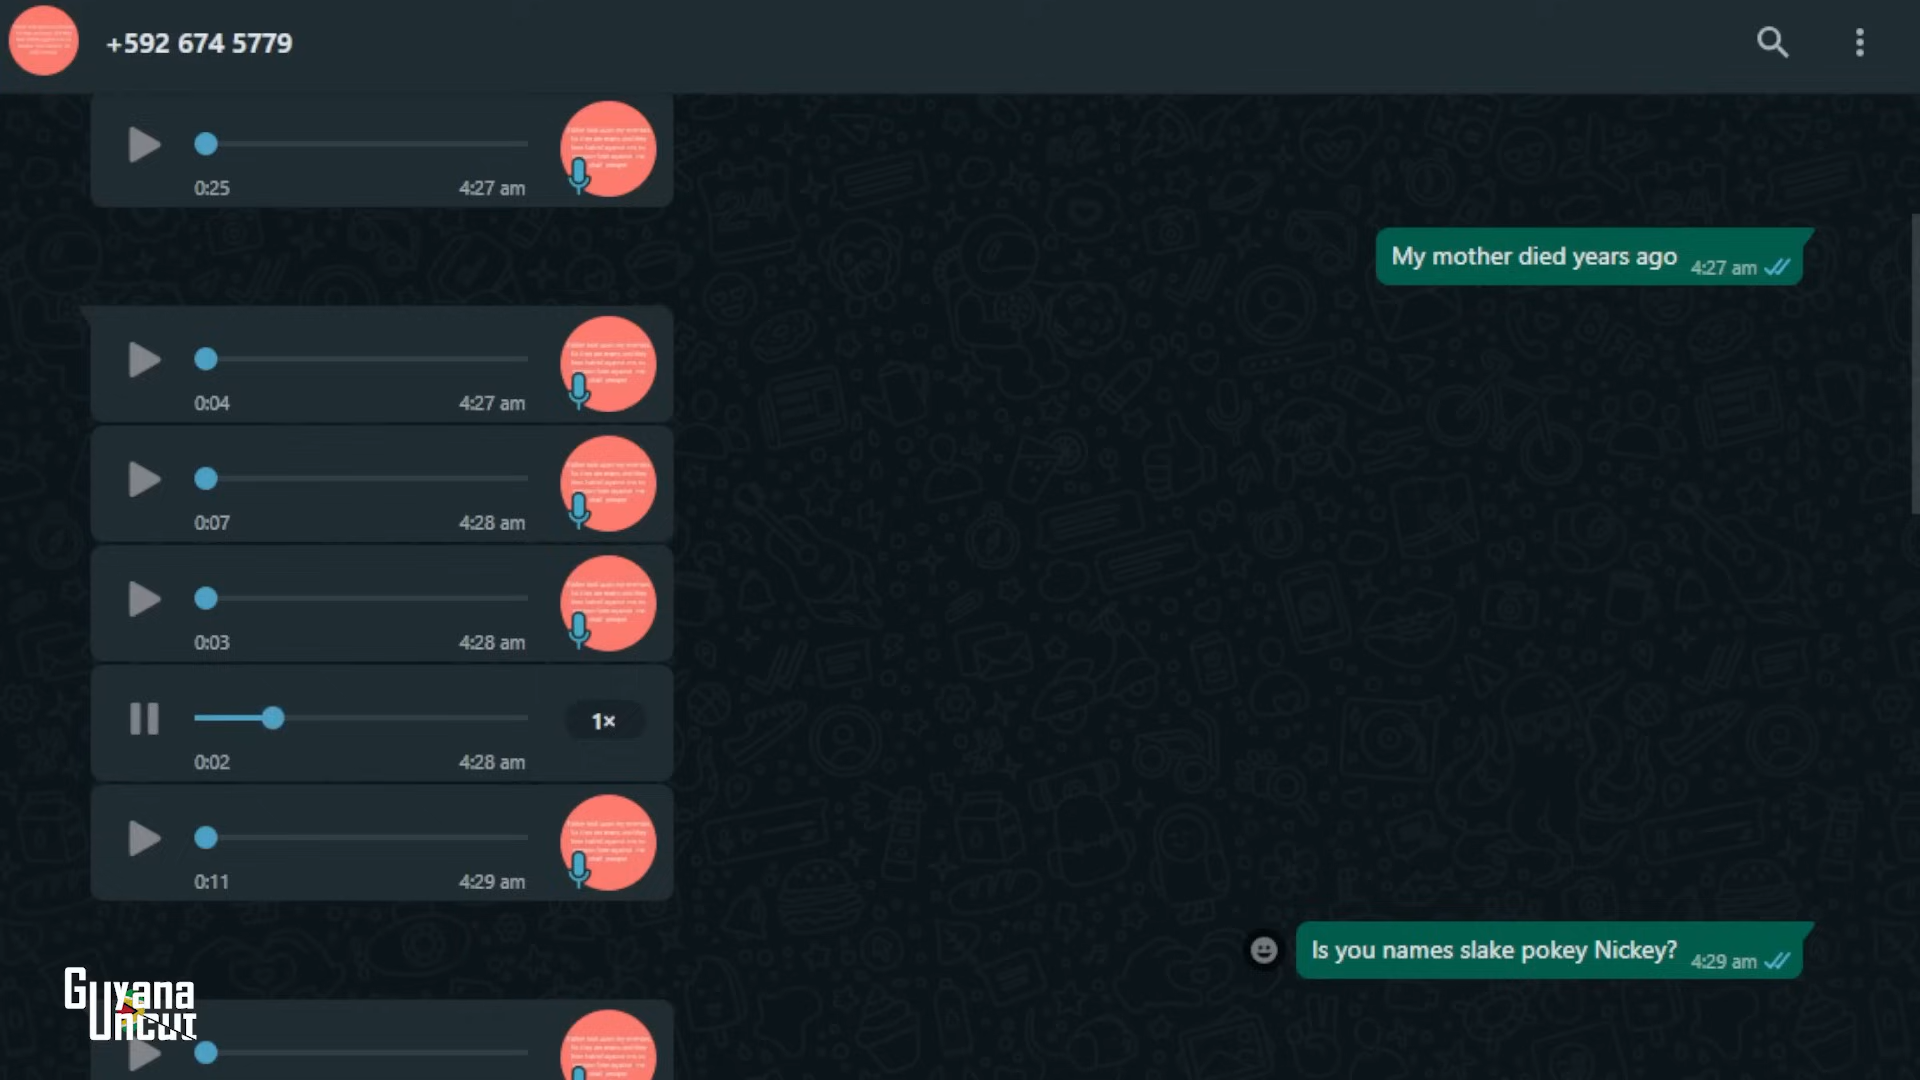 +592 674 5779
0:25 4:27 am
My mother died years ago 4:27 am
0:04 4:27 am
0:07 4:28 am
0:03 4:28 am
1×
0:02 4:28 am
0:11 4:29 am
Is you names slake pokey Nickey? 4:29 am
Guyana
Uncut